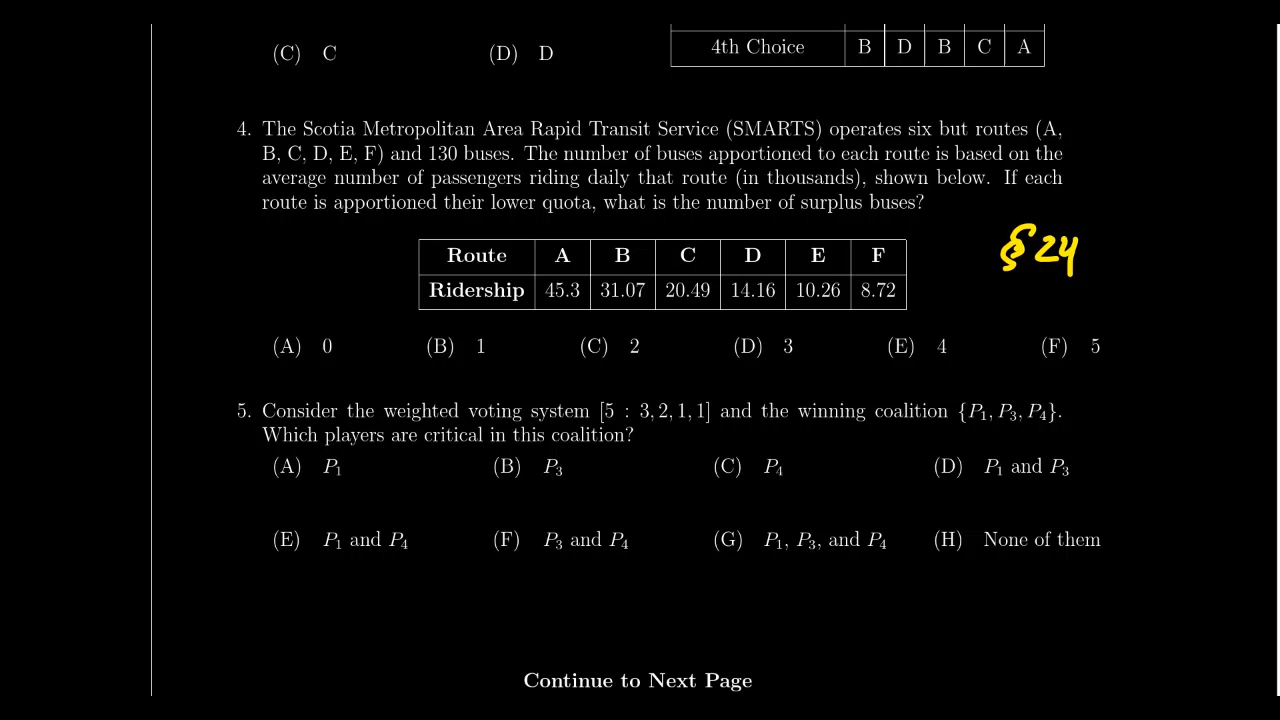 (C) C (D) D
4th Choice B D B C A
4. The Scotia Metropolitan Area Rapid Transit Service (SMARTS) operates six but routes (A,
B, C, D, E, F) and 130 buses. The number of buses apportioned to each route is based on the
average number of passengers riding daily that route (in thousands), shown below. If each
route is apportioned their lower quota, what is the number of surplus buses?
§ 24
Route A B C D E F
Ridership 45.3 31.07 20.49 14.16 10.26 8.72
(A) 0 (B) 1 (C) 2 (D) 3 (E) 4 (F) 5
5. Consider the weighted voting system [5 : 3, 2, 1, 1] and the winning coalition {P₁, P₃, P₄}.
Which players are critical in this coalition?
(A) P₁ (B) P₃ (C) P₄ (D) P₁ and P₃
(E) P₁ and P₄ (F) P₃ and P₄ (G) P₁, P₃, and P₄ (H) None of them
Continue to Next Page